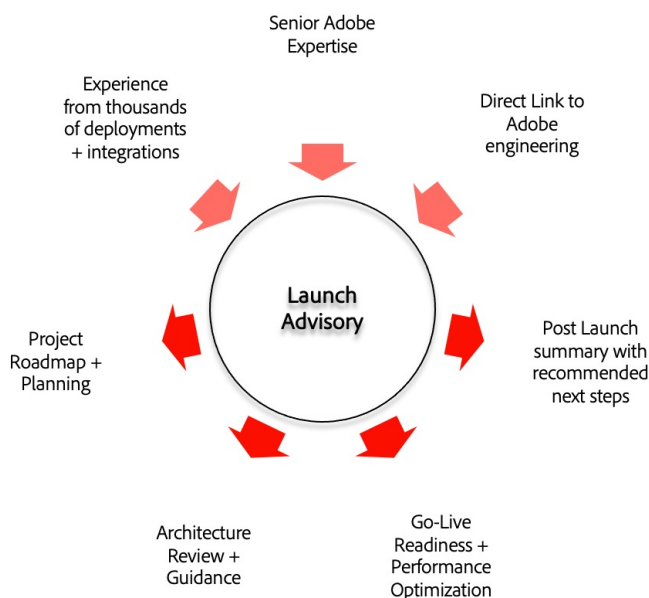 Senior Adobe
Expertise
Experience
from thousands
of deployments
+ integrations
Direct Link to
Adobe
engineering
Launch
Advisory
Project
Roadmap +
Planning
Post Launch
summary with
recommended
next steps
Architecture
Review +
Guidance
Go-Live
Readiness +
Performance
Optimization